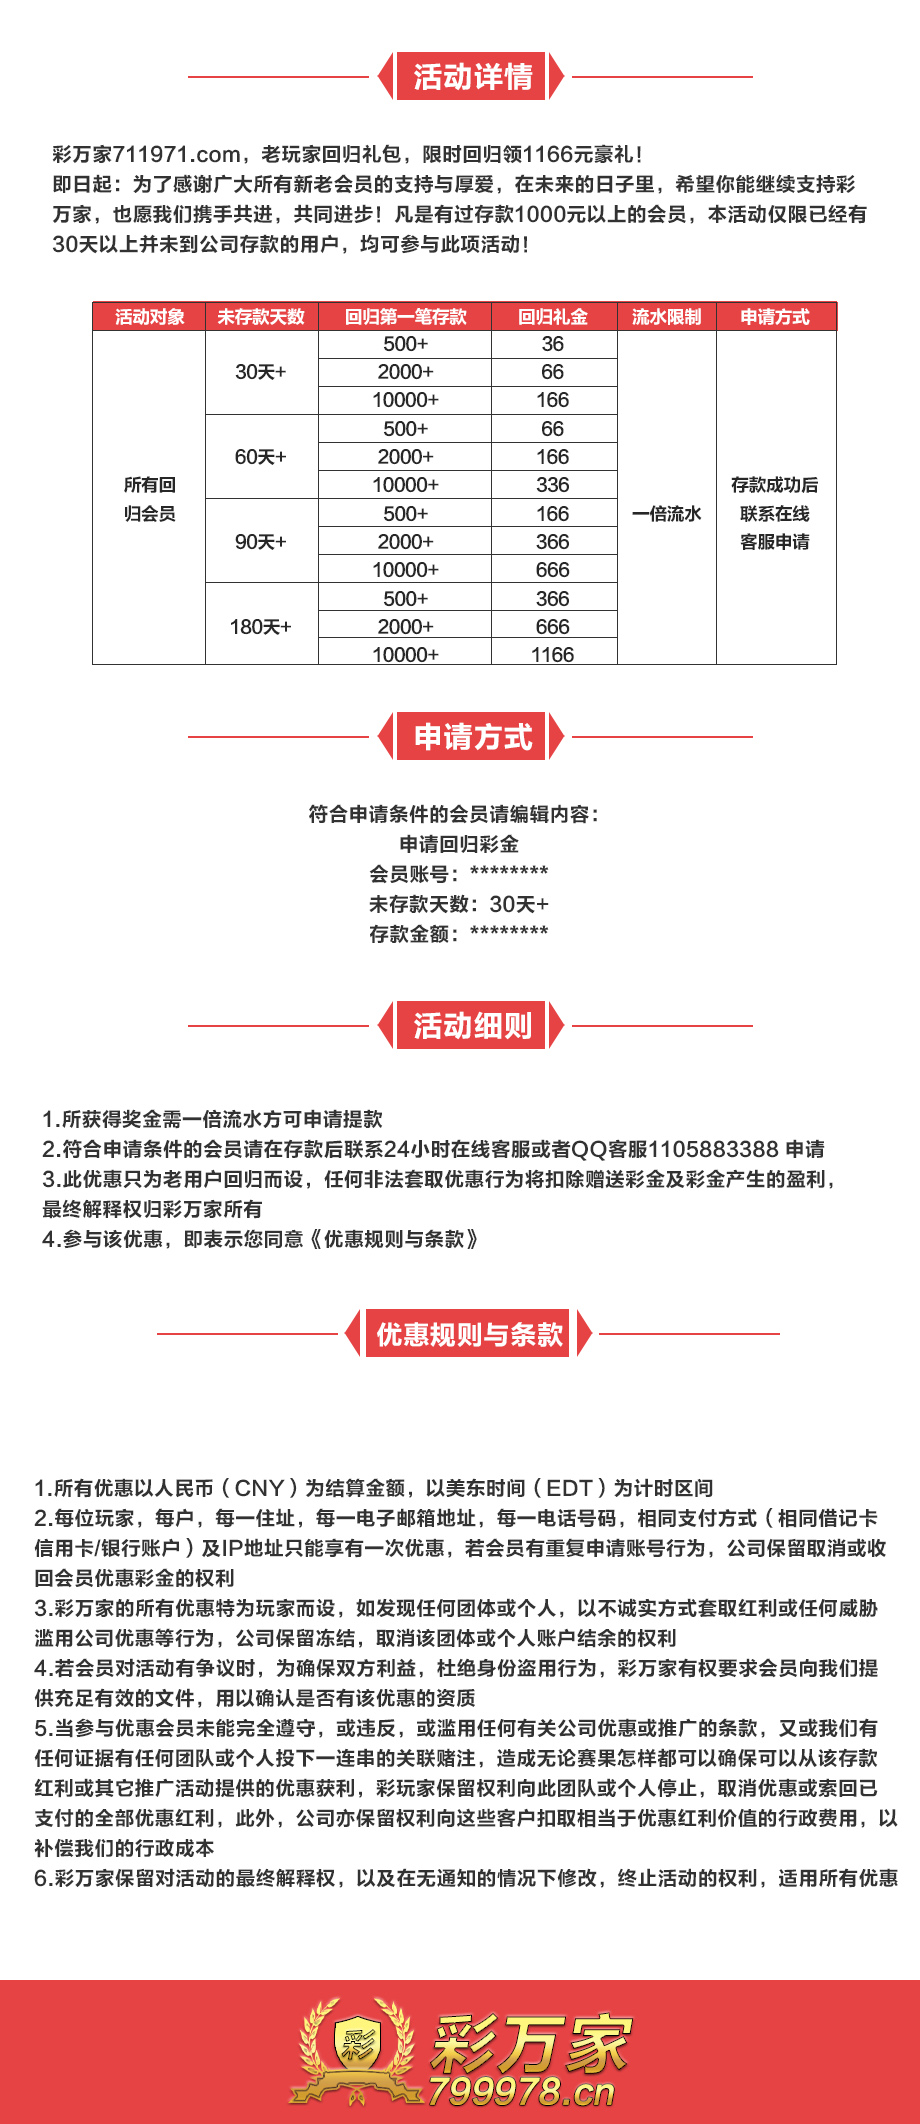 活动详情
彩万家711971.com，老玩家回归礼包，限时回归领1166元豪礼！
即日起：为了感谢广大所有新老会员的支持与厚爱，在未来的日子里，希望你能继续支持彩
万家，也愿我们携手共进，共同进步！凡是有过存款1000元以上的会员，本活动仅限已经有
30天以上并未到公司存款的用户，均可参与此项活动！
活动对象 未存款天数 回归第一笔存款 回归礼金 流水限制 申请方式
500+ 36
30天+ 2000+ 66
10000+ 166
500+ 66
60天+ 2000+ 166
所有回 10000+ 336 存款成功后
归会员 500+ 166 一倍流水 联系在线
90天+ 2000+ 366 客服申请
10000+ 666
500+ 366
180天+ 2000+ 666
10000+ 1166
申请方式
符合申请条件的会员请编辑内容：
申请回归彩金
会员账号：********
未存款天数：30天+
存款金额：********
活动细则
1.所获得奖金需一倍流水方可申请提款
2.符合申请条件的会员请在存款后联系24小时在线客服或者QQ客服1105883388 申请
3.此优惠只为老用户回归而设，任何非法套取优惠行为将扣除赠送彩金及彩金产生的盈利，
最终解释权归彩万家所有
4.参与该优惠，即表示您同意《优惠规则与条款》
优惠规则与条款
1.所有优惠以人民币（CNY）为结算金额，以美东时间（EDT）为计时区间
2.每位玩家，每户，每一住址，每一电子邮箱地址，每一电话号码，相同支付方式（相同借记卡
信用卡/银行账户）及IP地址只能享有一次优惠，若会员有重复申请账号行为，公司保留取消或收
回会员优惠彩金的权利
3.彩万家的所有优惠特为玩家而设，如发现任何团体或个人，以不诚实方式套取红利或任何威胁
滥用公司优惠等行为，公司保留冻结，取消该团体或个人账户结余的权利
4.若会员对活动有争议时，为确保双方利益，杜绝身份盗用行为，彩万家有权要求会员向我们提
供充足有效的文件，用以确认是否有该优惠的资质
5.当参与优惠会员未能完全遵守，或违反，或滥用任何有关公司优惠或推广的条款，又或我们有
任何证据有任何团队或个人投下一连串的关联赌注，造成无论赛果怎样都可以确保可以从该存款
红利或其它推广活动提供的优惠获利，彩玩家保留权利向此团队或个人停止，取消优惠或索回已
支付的全部优惠红利，此外，公司亦保留权利向这些客户扣取相当于优惠红利价值的行政费用，以
补偿我们的行政成本
6.彩万家保留对活动的最终解释权，以及在无通知的情况下修改，终止活动的权利，适用所有优惠
彩 彩万家
799978.cn